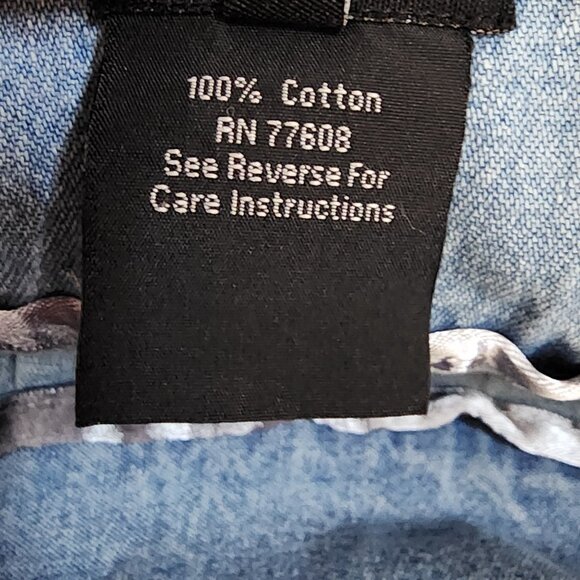 100% Cotton
RN 77608
See Reverse For
Care Instructions